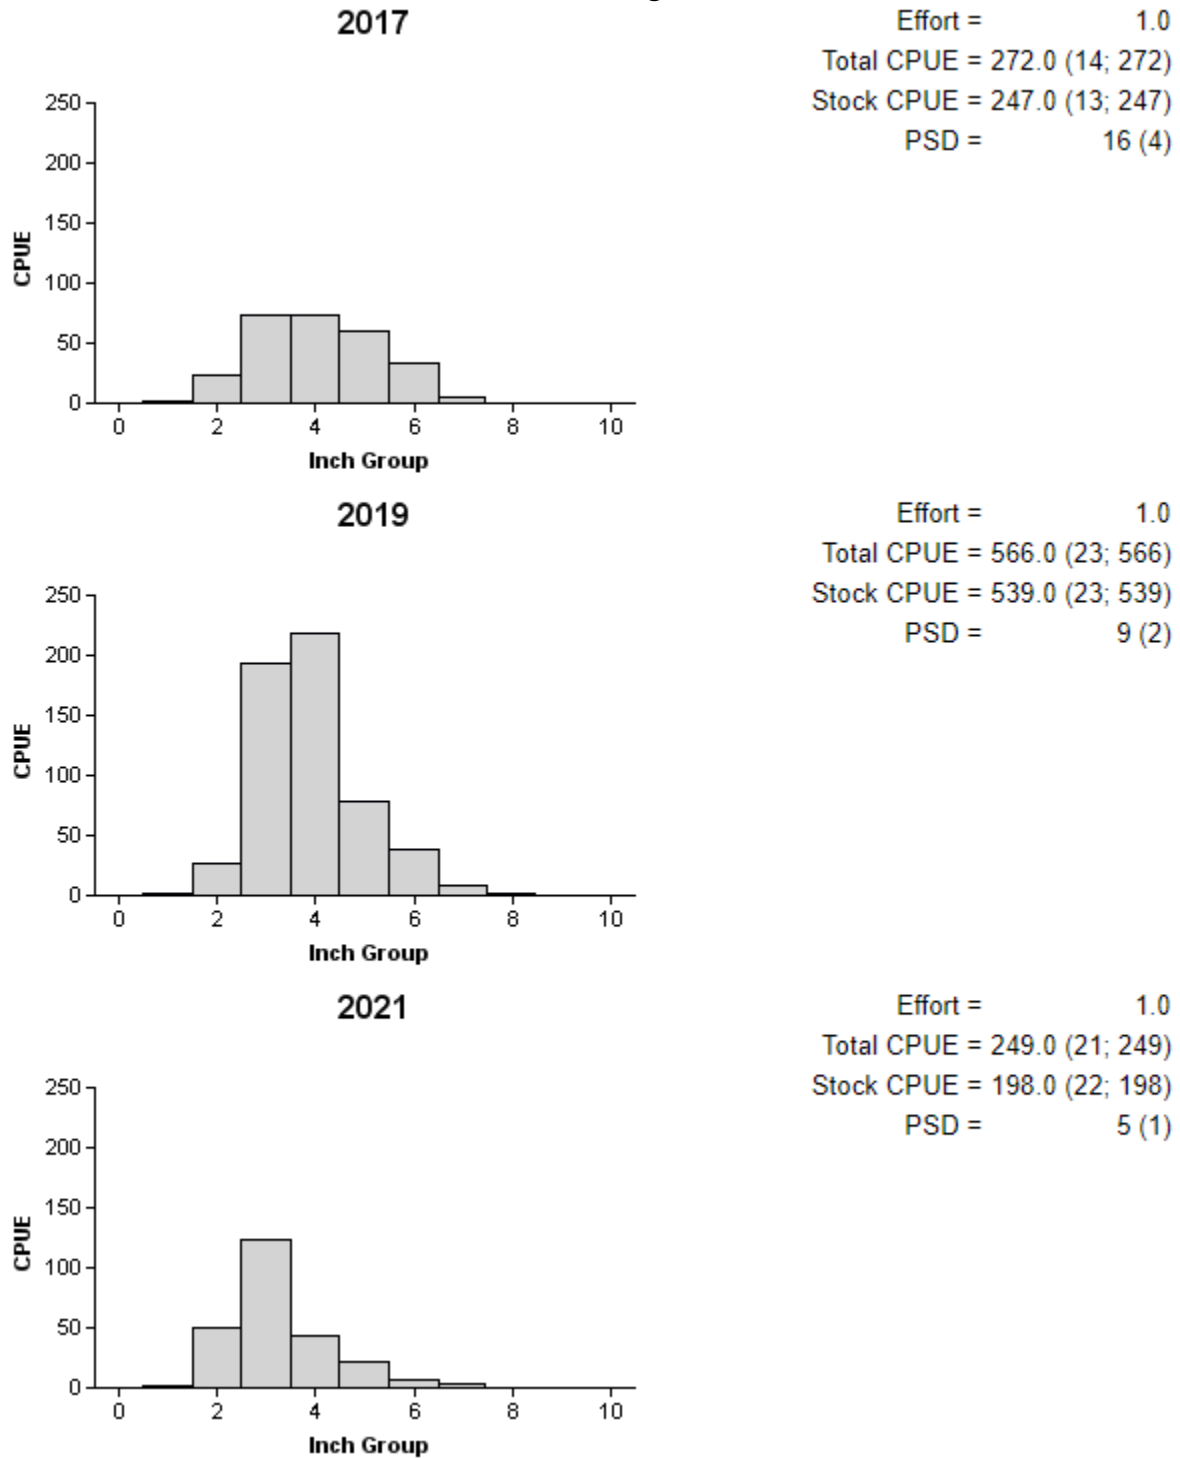 2017
Effort = 1.0
Total CPUE = 272.0 (14; 272)
Stock CPUE = 247.0 (13; 247)
PSD = 16 (4)
250
200
150
100
50
0
CPUE
0 2 4 6 8 10
Inch Group
2019
Effort = 1.0
Total CPUE = 566.0 (23; 566)
Stock CPUE = 539.0 (23; 539)
PSD = 9 (2)
250
200
150
100
50
0
CPUE
0 2 4 6 8 10
Inch Group
2021
Effort = 1.0
Total CPUE = 249.0 (21; 249)
Stock CPUE = 198.0 (22; 198)
PSD = 5 (1)
250
200
150
100
50
0
CPUE
0 2 4 6 8 10
Inch Group